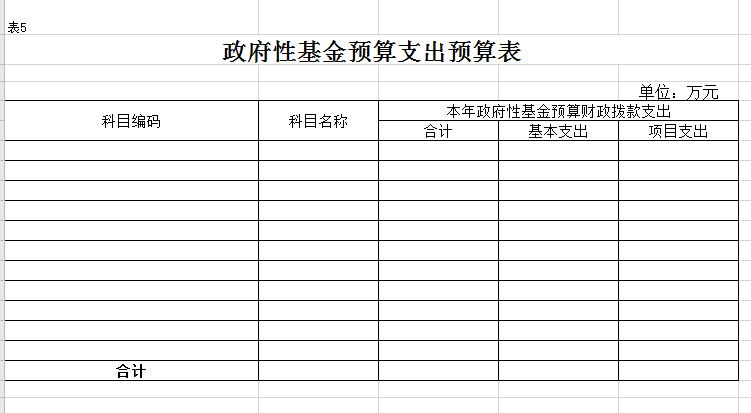 表5
政府性基金预算支出预算表
单位：万元
科目编码 科目名称 本年政府性基金预算财政拨款支出
合计 基本支出 项目支出
合计